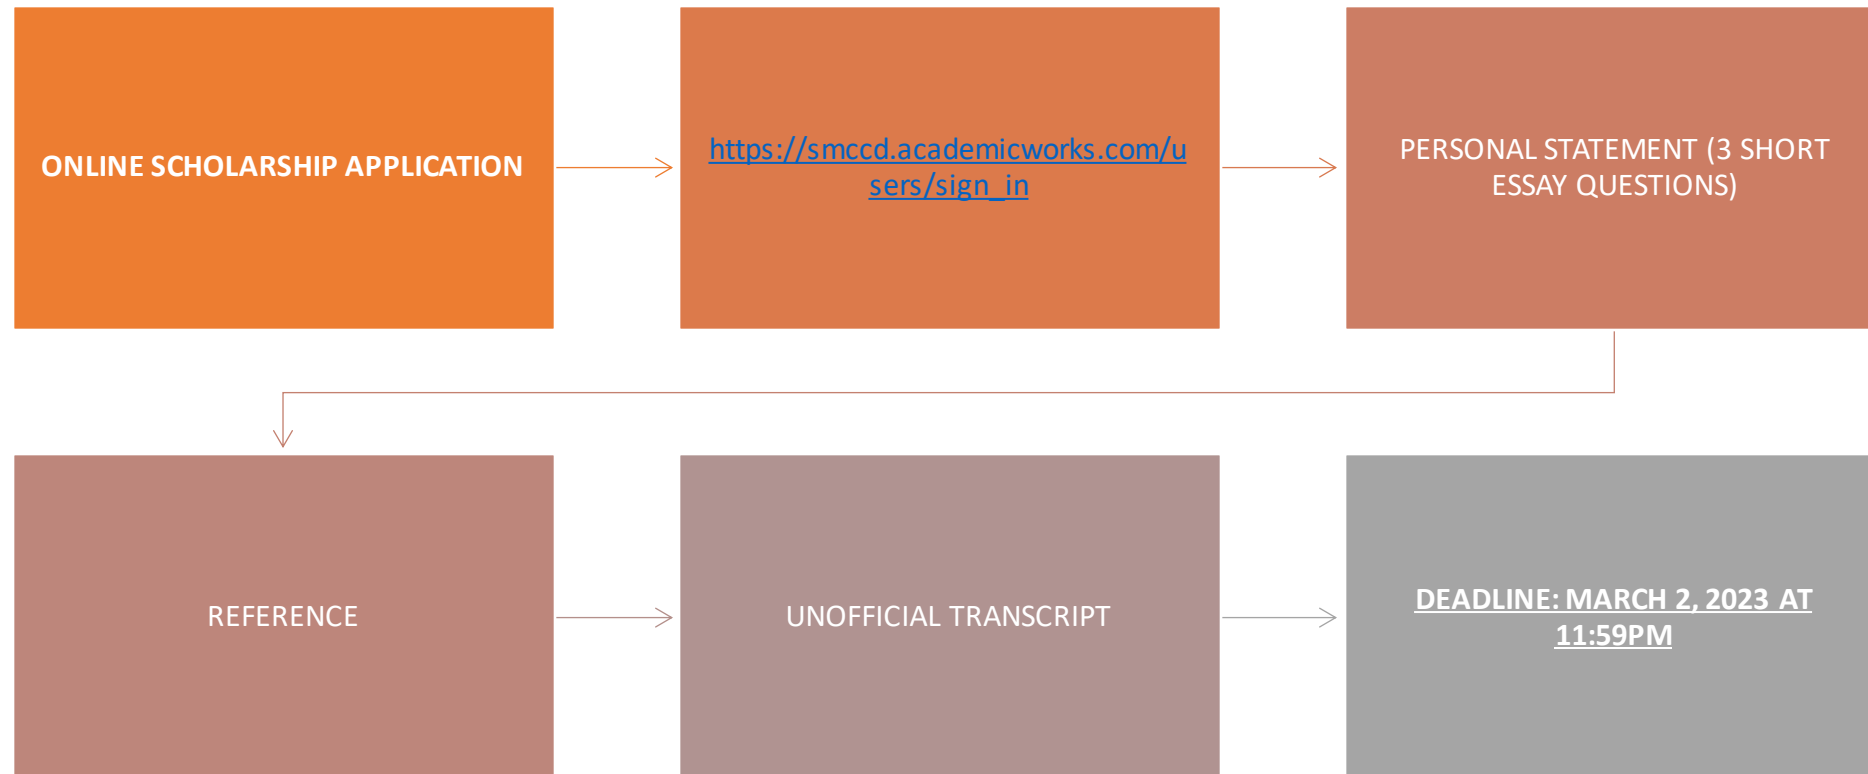 ONLINE SCHOLARSHIP APPLICATION
https://smccd.academicworks.com/u
sers/sign_in
PERSONAL STATEMENT (3 SHORT
ESSAY QUESTIONS)
REFERENCE
UNOFFICIAL TRANSCRIPT
DEADLINE: MARCH 2, 2023 AT
11:59PM